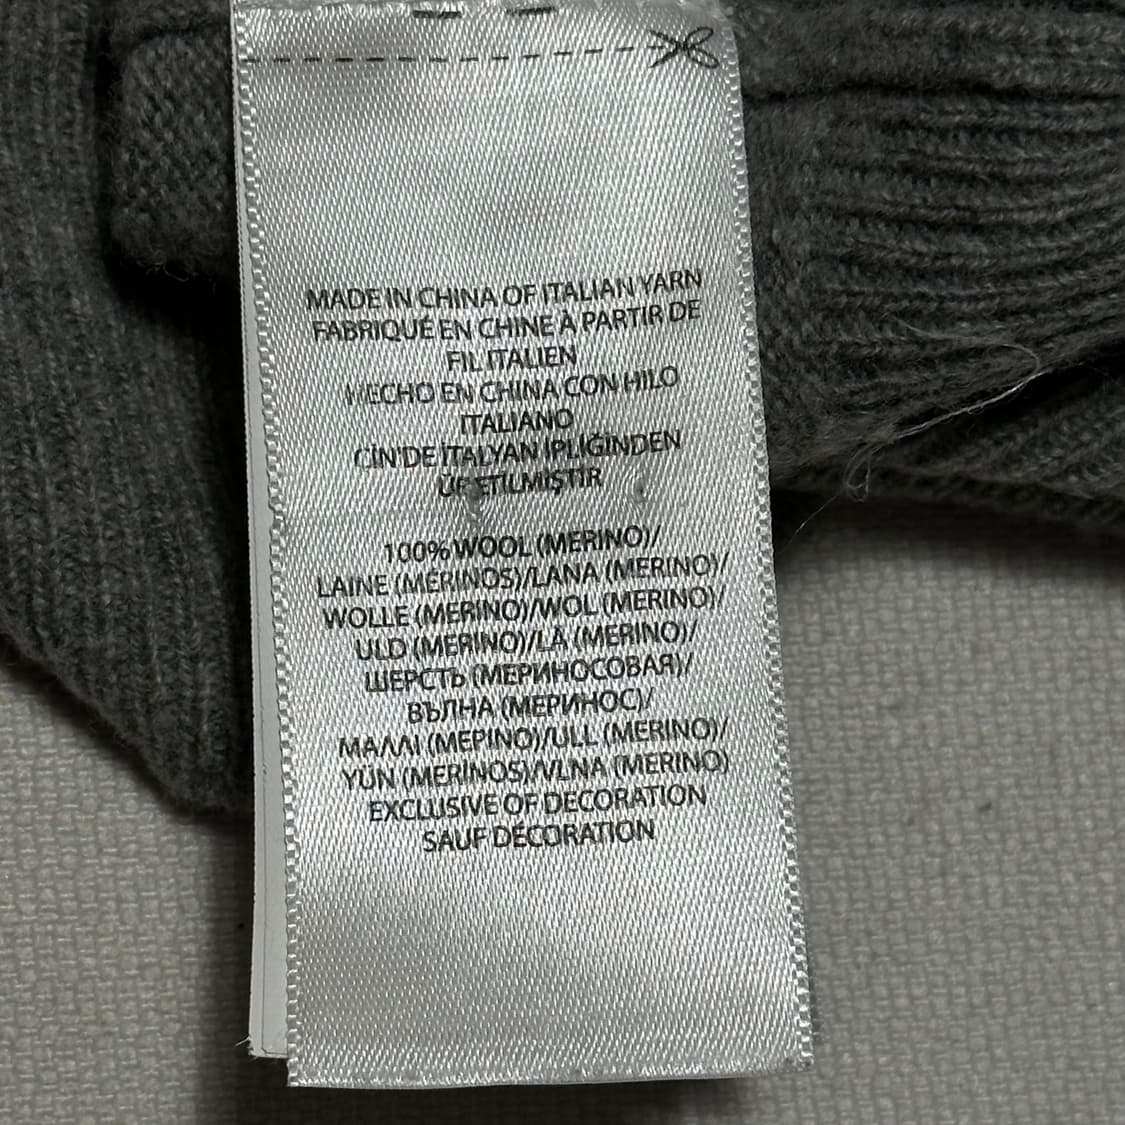 MADE IN CHINA OF ITALIAN YARN
FABRIQUÉ EN CHINE À PARTIR DE
FIL ITALIEN
HECHO EN CHINA CON HILO
ITALIANO
ÇİN'DE İTALYAN İPLİĞİNDEN
ÜRETİLMİŞTİR
100% WOOL (MERINO)/
LAINE (MÉRINOS)/LANA (MERINO)/
WOLLE (MERINO)/WOL (MERINO)/
ULD (MERINO)/LÃ (MERINO)/
ШЕРСТЬ (МЕРИНОСОВАЯ)/
ВЪЛНА (МЕРИНОС)/
ΜΑΛΛΙ (ΜΕΡΙΝΟ)/ULL (MERINO)/
YÜN (MERİNOS)/VLNA (MERINO)
EXCLUSIVE OF DECORATION
SAUF DÉCORATION